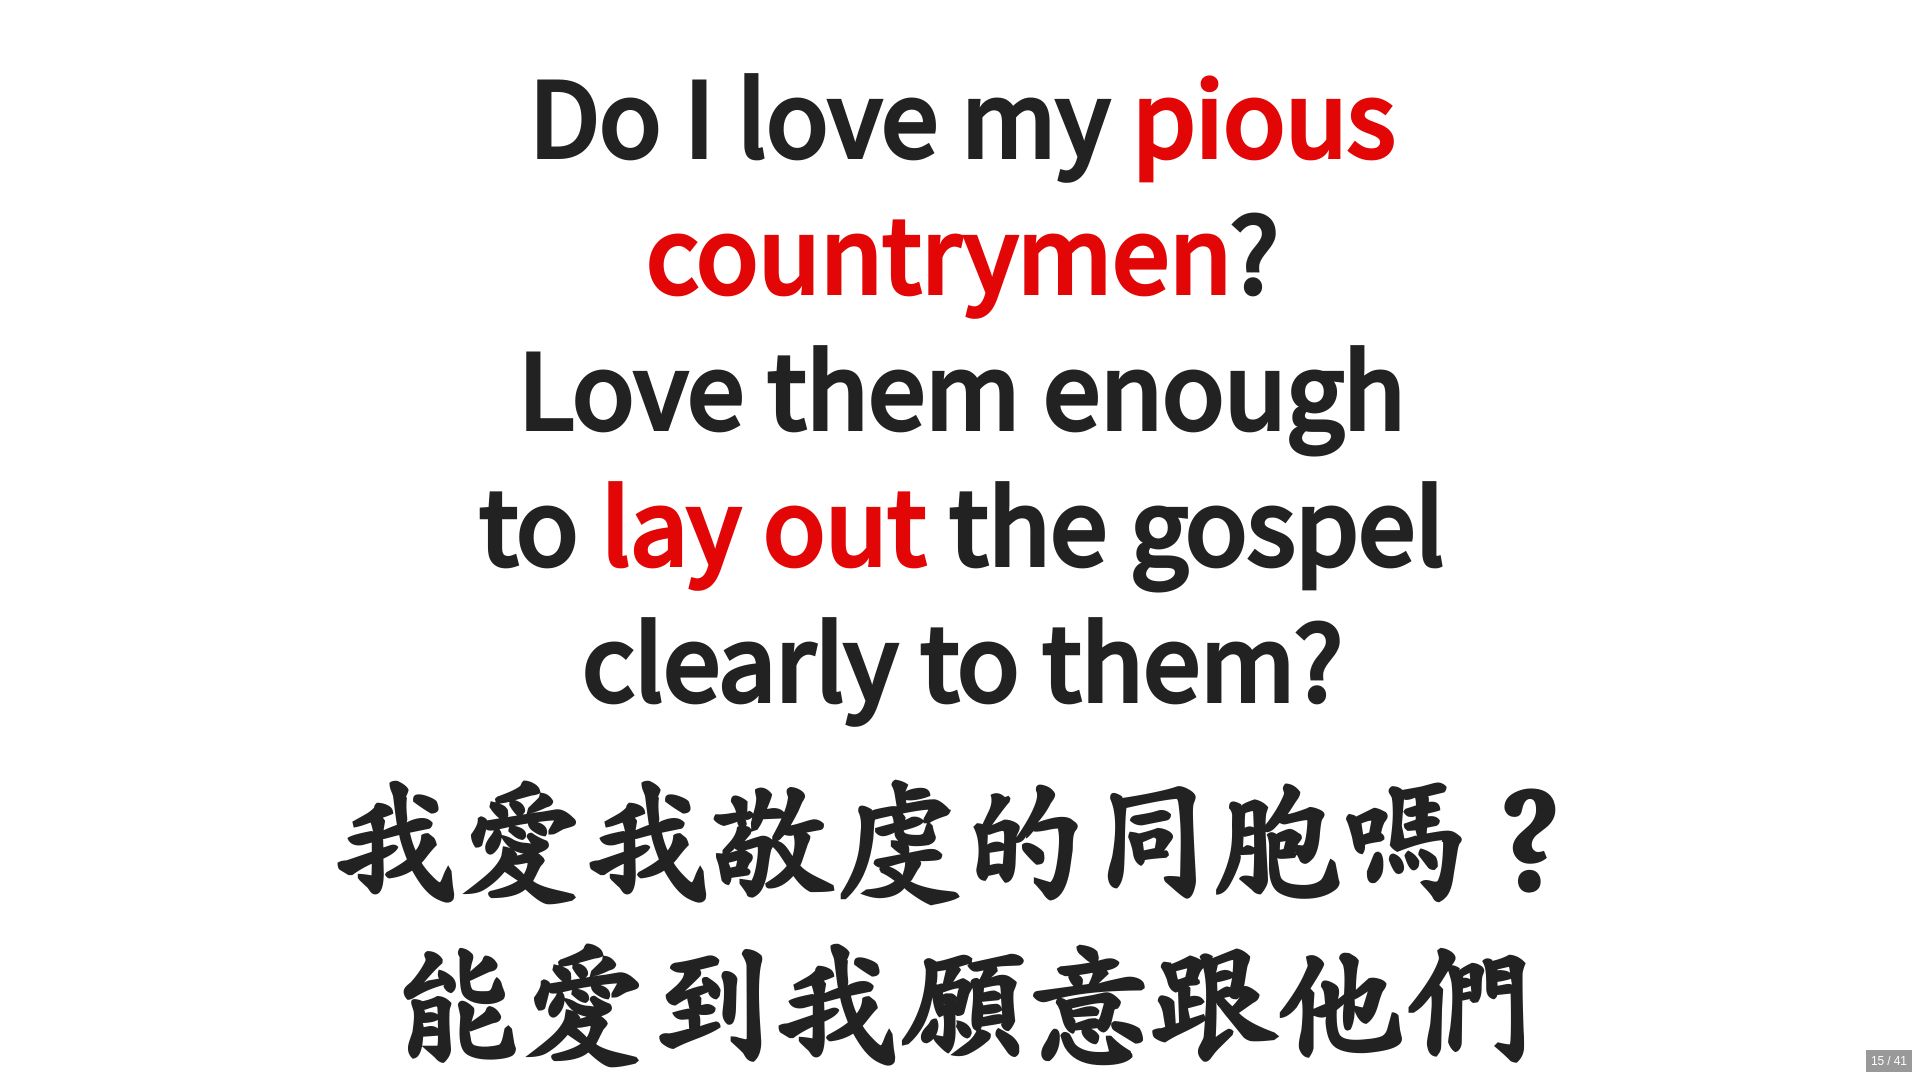 Do I love my pious
countrymen?
Love them enough
to lay out the gospel
clearly to them?
我愛我敬虔的同胞嗎？
能愛到我願意跟他們
15 / 41